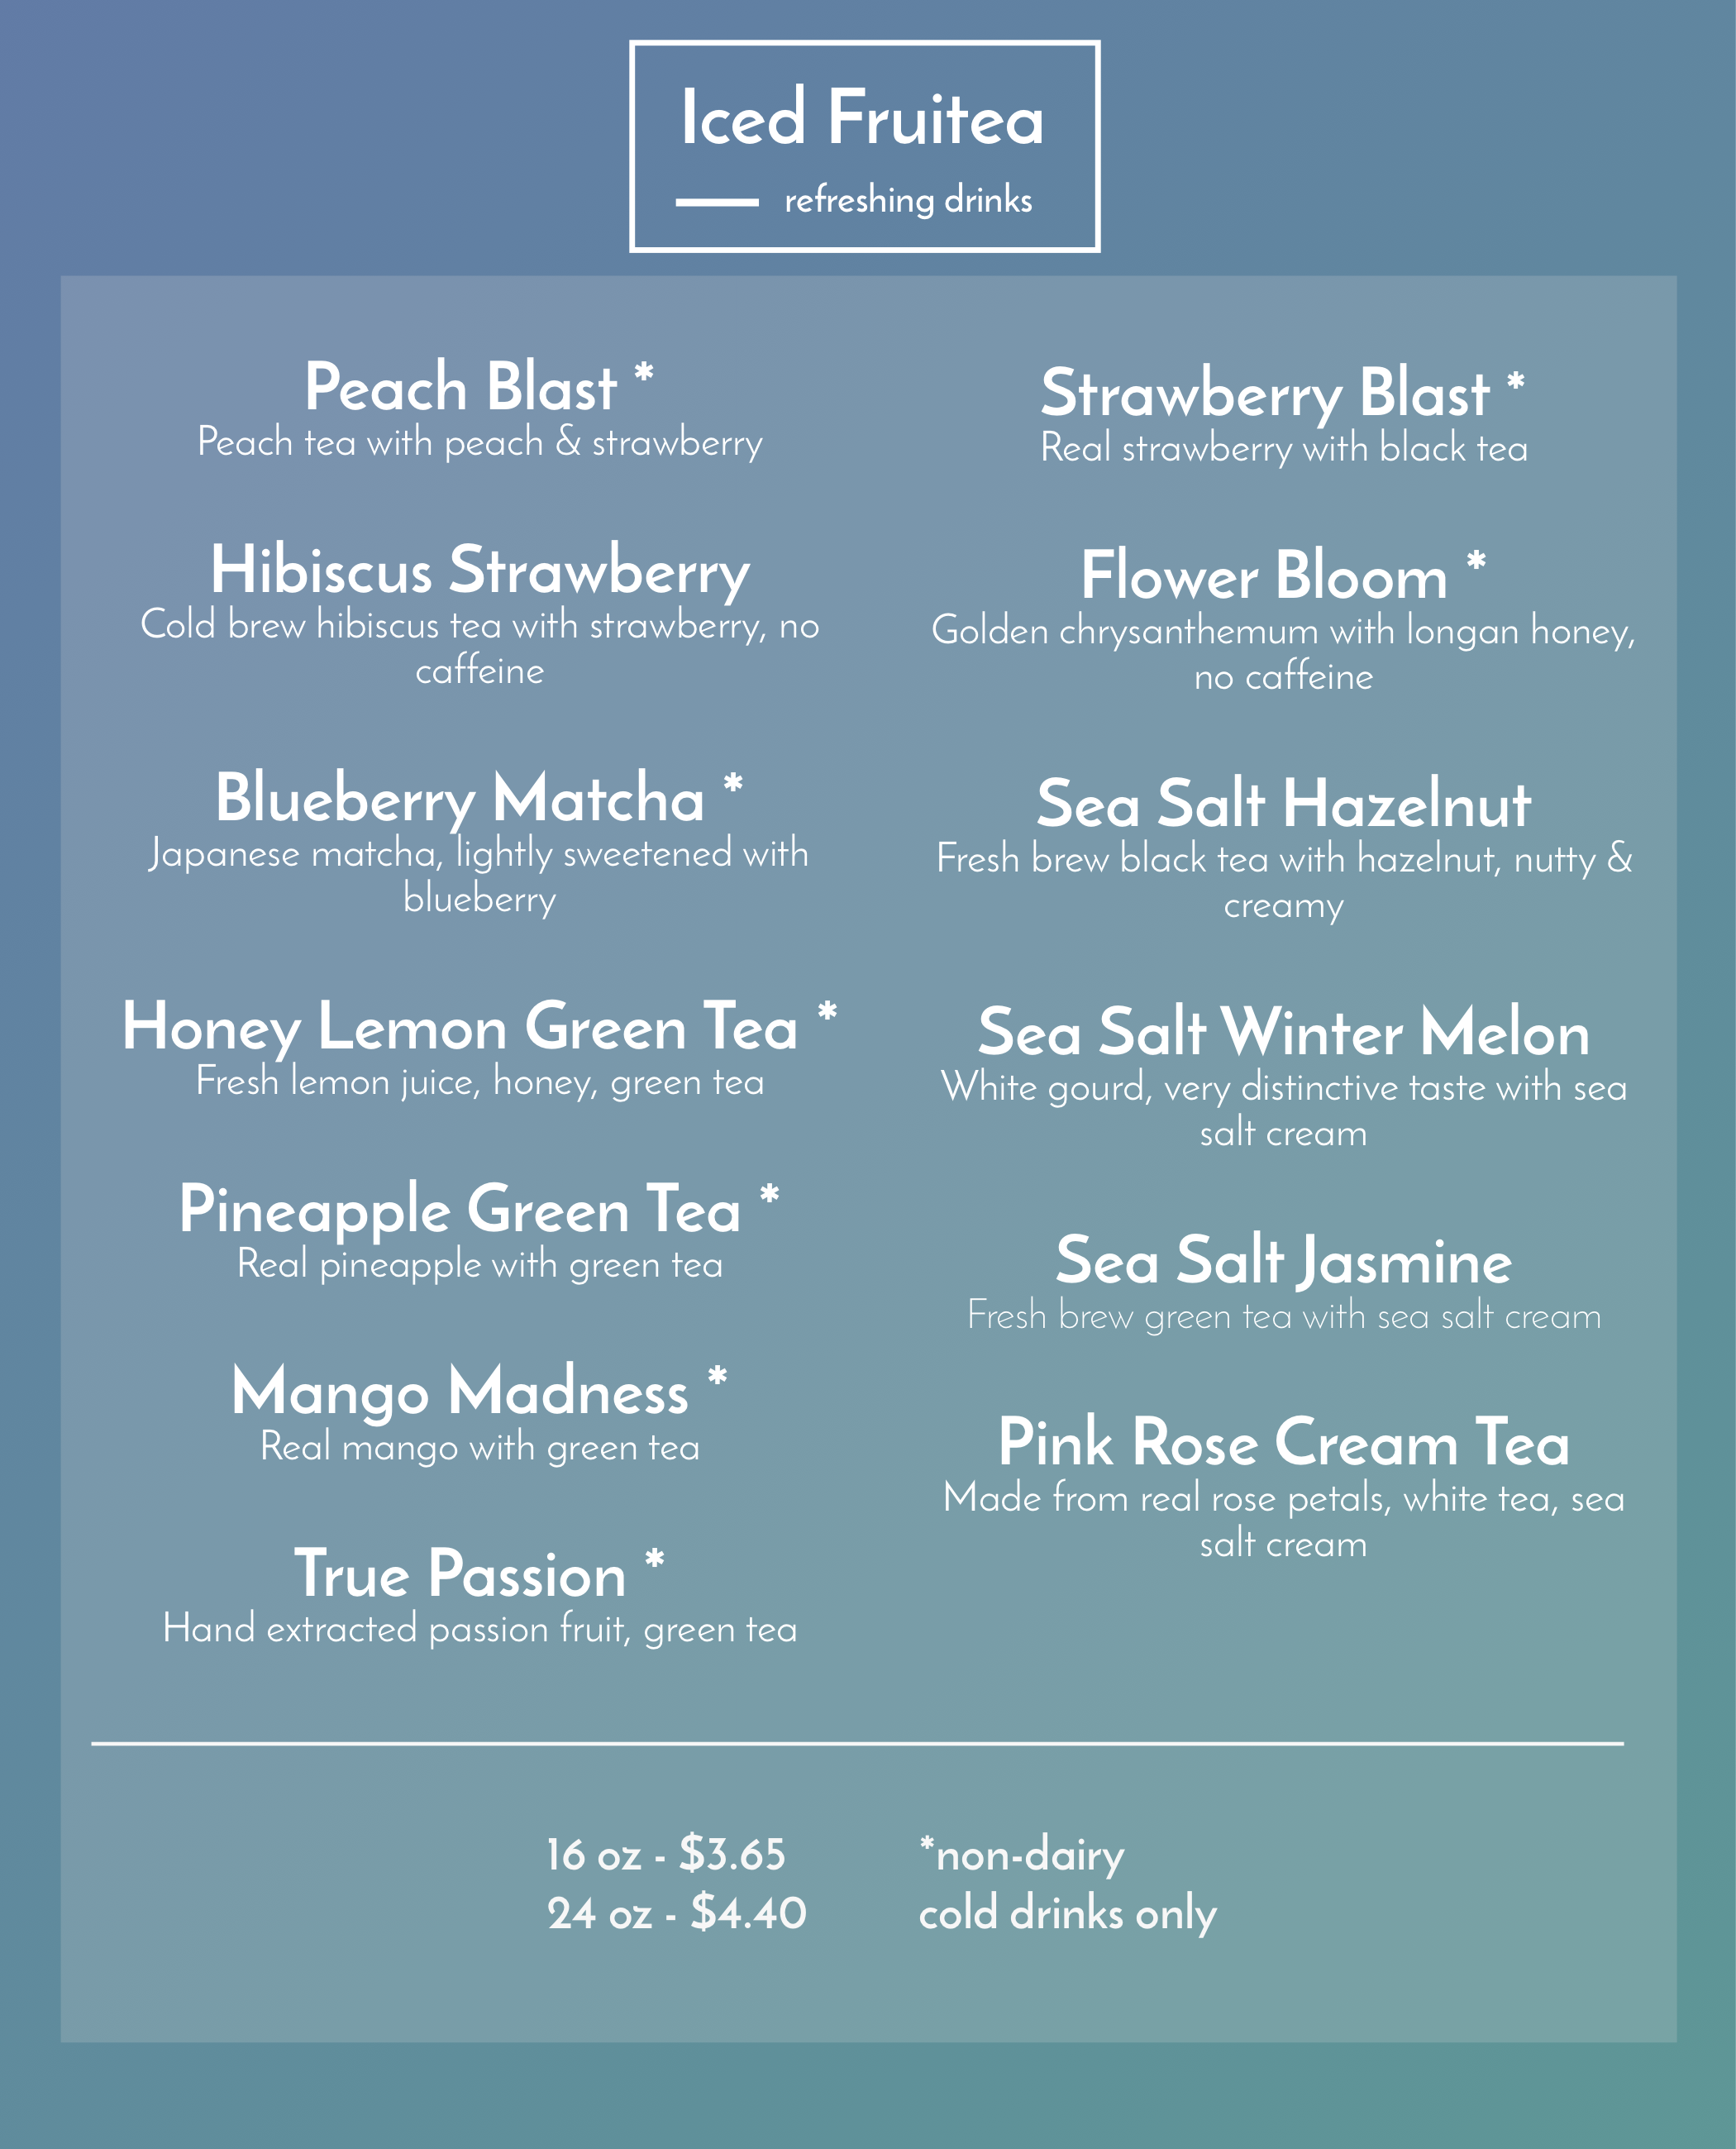 Iced Fruitea
refreshing drinks
Peach Blast *
Peach tea with peach & strawberry
Hibiscus Strawberry
Cold brew hibiscus tea with strawberry, no
caffeine
Blueberry Matcha *
Japanese matcha, lightly sweetened with
blueberry
Honey Lemon Green Tea *
Fresh lemon juice, honey, green tea
Pineapple Green Tea *
Real pineapple with green tea
Mango Madness *
Real mango with green tea
True Passion *
Hand extracted passion fruit, green tea
Strawberry Blast *
Real strawberry with black tea
Flower Bloom *
Golden chrysanthemum with longan honey,
no caffeine
Sea Salt Hazelnut
Fresh brew black tea with hazelnut, nutty &
creamy
Sea Salt Winter Melon
White gourd, very distinctive taste with sea
salt cream
Sea Salt Jasmine
Fresh brew green tea with sea salt cream
Pink Rose Cream Tea
Made from real rose petals, white tea, sea
salt cream
16 oz - $3.65
24 oz - $4.40
*non-dairy
cold drinks only